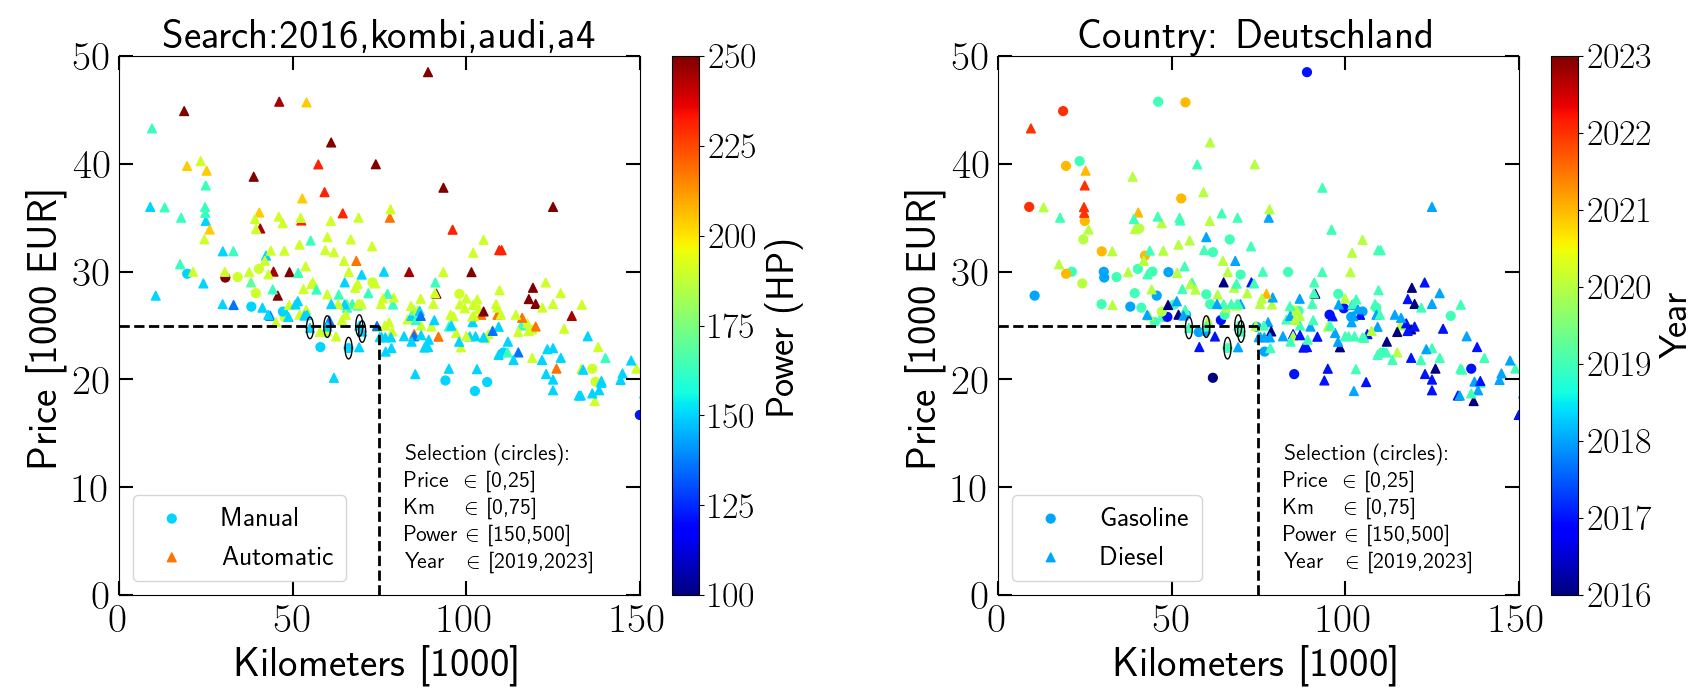 Search:2016,kombi,audi,a4
50
40
30
20
10
0
Price [1000 EUR]
0 50 100 150
Kilometers [1000]
Manual
Automatic
Selection (circles):
Price ∈ [0,25]
Km ∈ [0,75]
Power ∈ [150,500]
Year ∈ [2019,2023]
250
225
200
175
150
125
100
Power (HP)
Country: Deutschland
50
40
30
20
10
0
Price [1000 EUR]
0 50 100 150
Kilometers [1000]
Gasoline
Diesel
Selection (circles):
Price ∈ [0,25]
Km ∈ [0,75]
Power ∈ [150,500]
Year ∈ [2019,2023]
2023
2022
2021
2020
2019
2018
2017
2016
Year